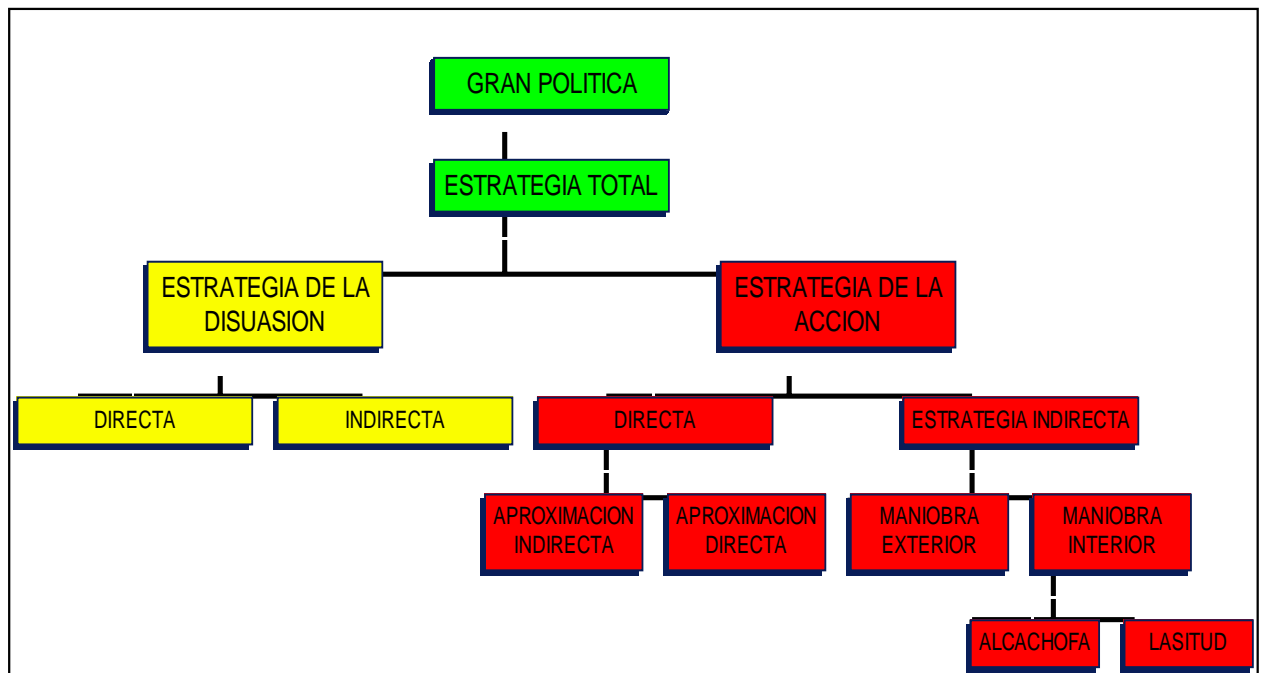 GRAN POLITICA
ESTRATEGIA TOTAL
ESTRATEGIA DE LA
DISUASION
ESTRATEGIA DE LA
ACCION
DIRECTA
INDIRECTA
DIRECTA
ESTRATEGIA INDIRECTA
APROXIMACION
INDIRECTA
APROXIMACION
DIRECTA
MANIOBRA
EXTERIOR
MANIOBRA
INTERIOR
ALCACHOFA
LASITUD